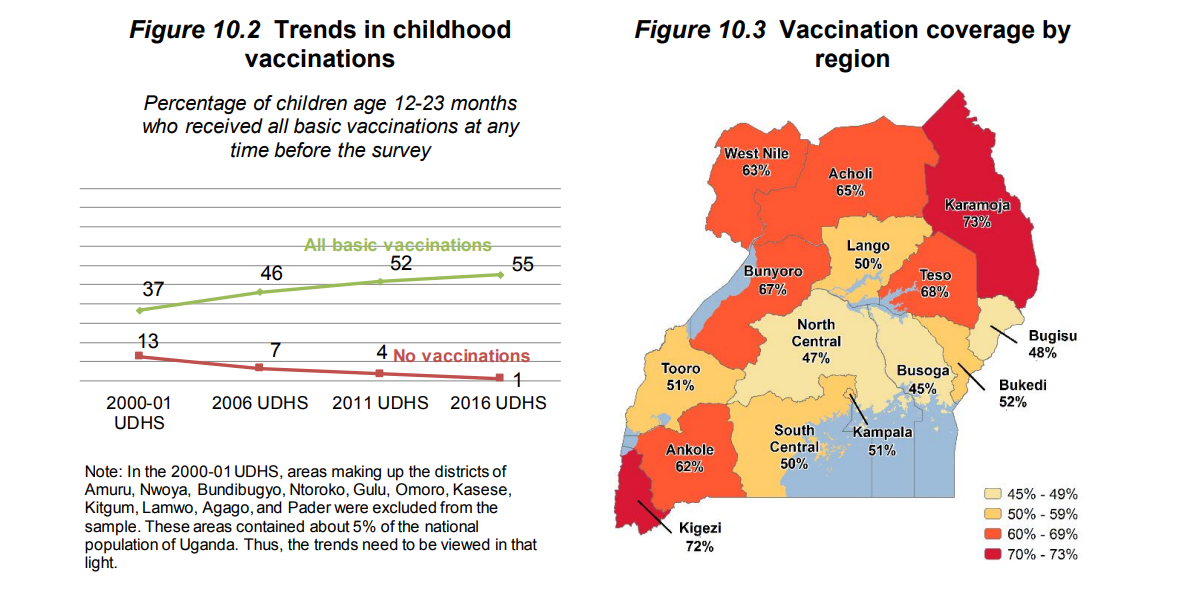 Figure 10.2 Trends in childhood
vaccinations
Percentage of children age 12-23 months
who received all basic vaccinations at any
time before the survey
All basic vaccinations
37
46
52
55
13
7
4
No vaccinations
1
2000-01
UDHS
2006 UDHS
2011 UDHS
2016 UDHS
Note: In the 2000-01 UDHS, areas making up the districts of
Amuru, Nwoya, Bundibugyo, Ntoroko, Gulu, Omoro, Kasese,
Kitgum, Lamwo, Agago, and Pader were excluded from the
sample. These areas contained about 5% of the national
population of Uganda. Thus, the trends need to be viewed in that
light.
Figure 10.3 Vaccination coverage by
region
West Nile
63%
Acholi
65%
Karamoja
73%
Lango
50%
Bunyoro
67%
Teso
68%
North
Central
47%
Bugisu
48%
Tooro
51%
Busoga
45%
Bukedi
52%
South
Central
50%
Kampala
51%
Ankole
62%
Kigezi
72%
45% - 49%
50% - 59%
60% - 69%
70% - 73%